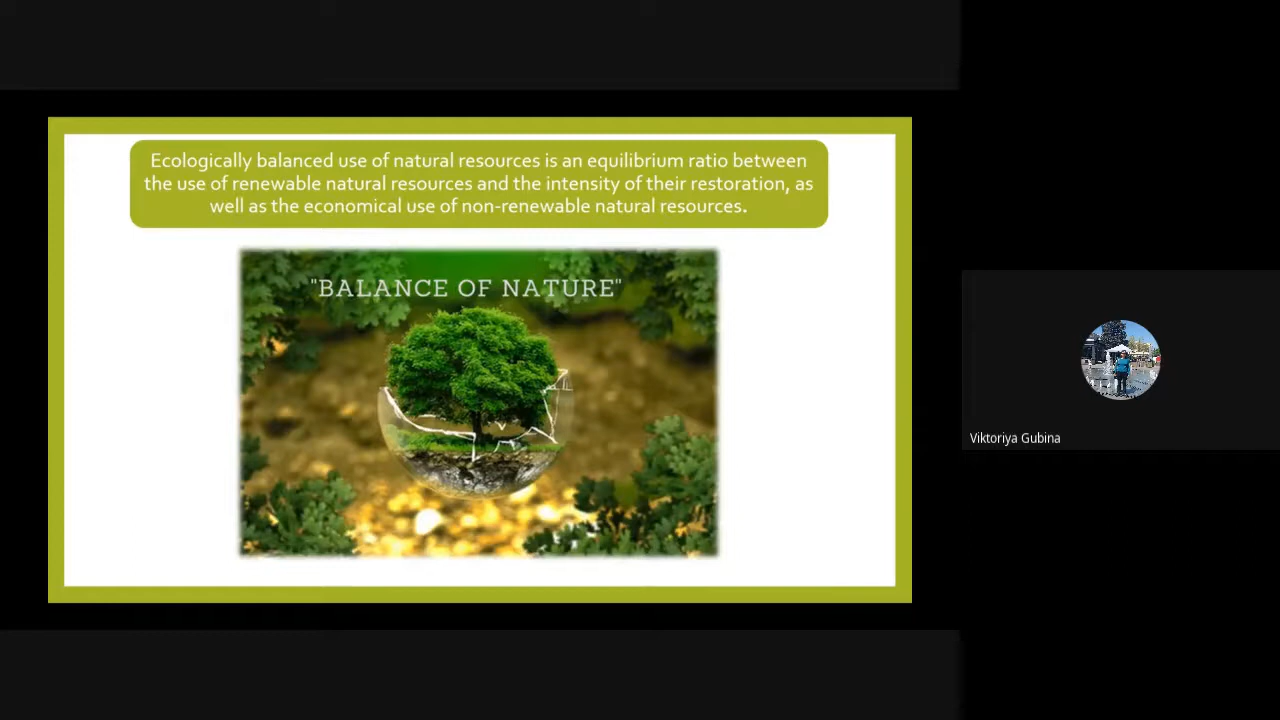 Ecologically balanced use of natural resources is an equilibrium ratio between
the use of renewable natural resources and the intensity of their restoration, as
well as the economical use of non-renewable natural resources.
"BALANCE OF NATURE"
Viktoriya Gubina